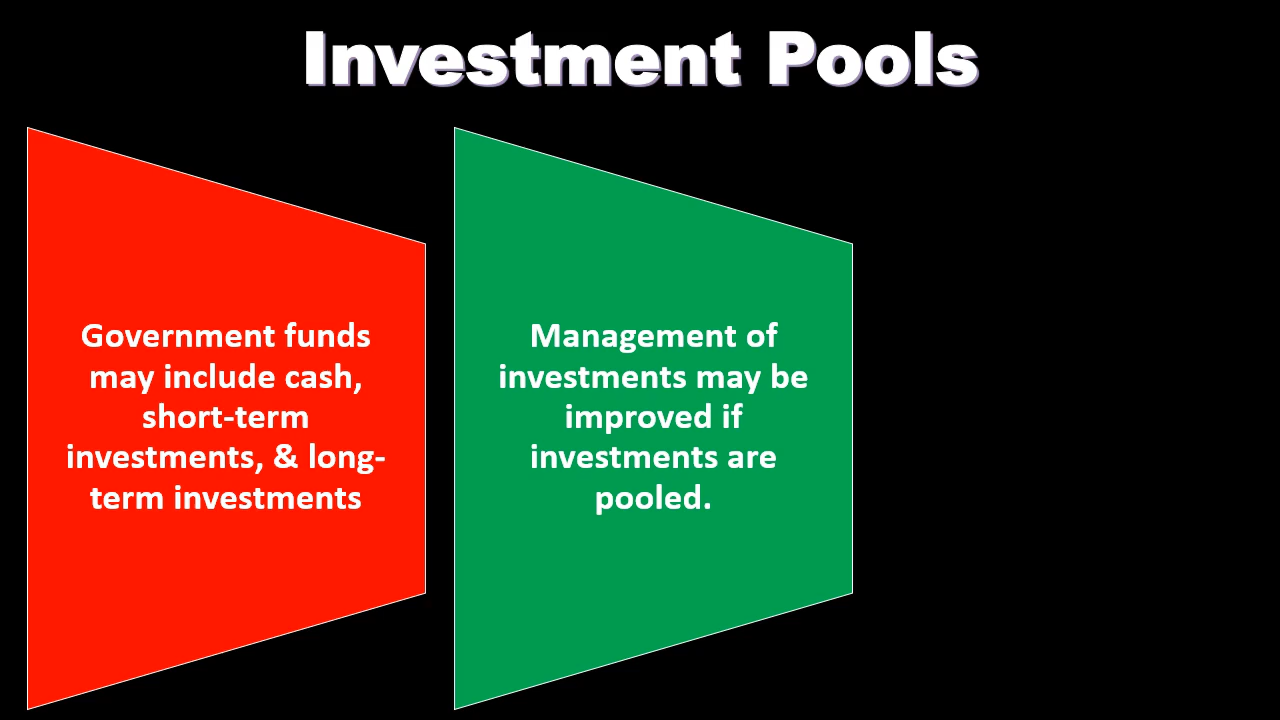 Investment Pools
Government funds
may include cash,
short-term
investments, & long-
term investments
Management of
investments may be
improved if
investments are
pooled.